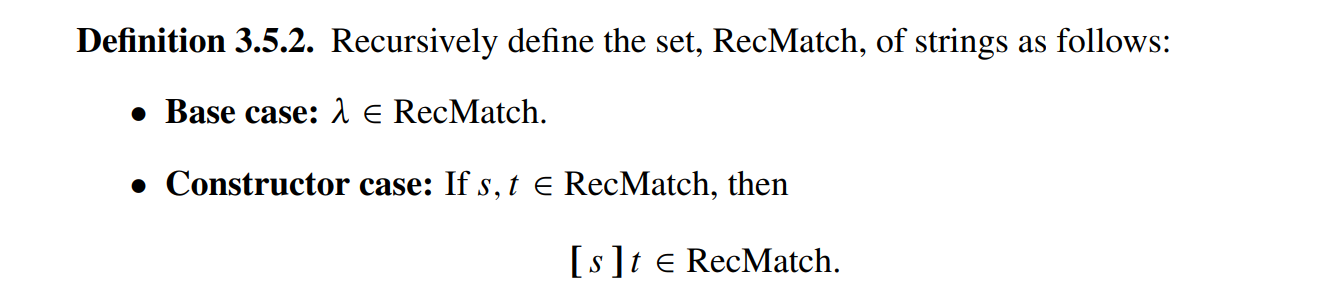 Definition 3.5.2. Recursively define the set, RecMatch, of strings as follows:
• Base case: λ ∈ RecMatch.
• Constructor case: If s, t ∈ RecMatch, then
[ s ] t ∈ RecMatch.